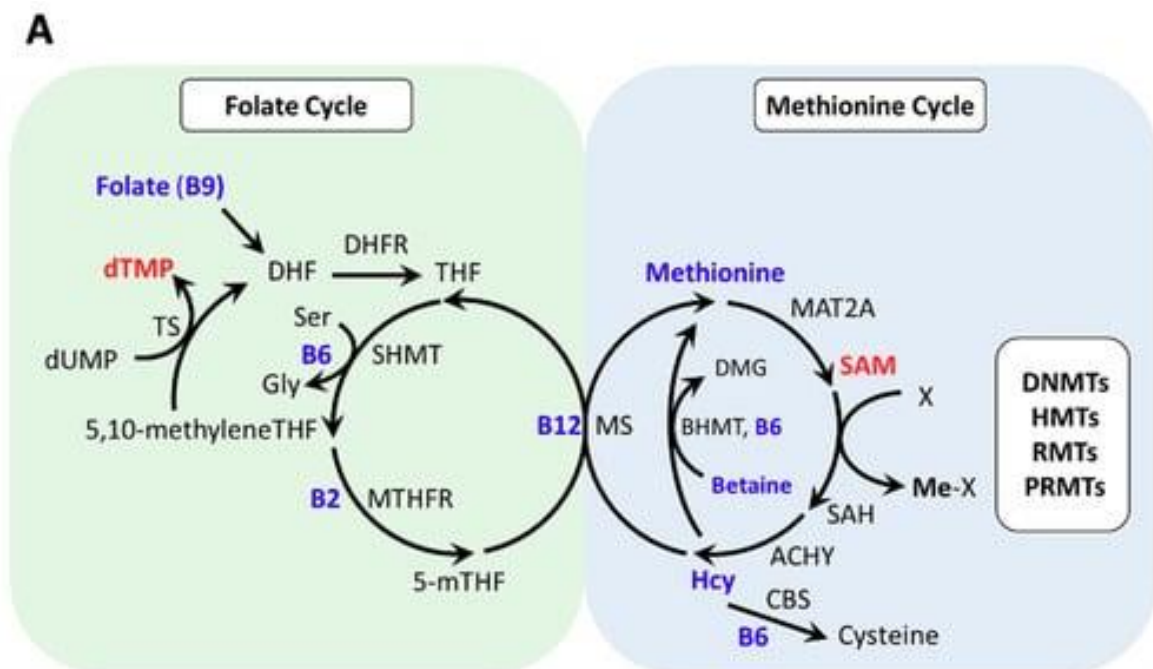 A
Folate Cycle
Methionine Cycle
Folate (B9)
dTMP
DHF
DHFR
THF
TS
dUMP
Ser
B6
SHMT
Gly
5,10-methyleneTHF
B2
MTHFR
5-mTHF
B12
MS
Methionine
MAT2A
SAM
DMG
X
BHMT, B6
Betaine
Me-X
SAH
ACHY
Hcy
CBS
B6
Cysteine
DNMTs
HMTs
RMTs
PRMTs